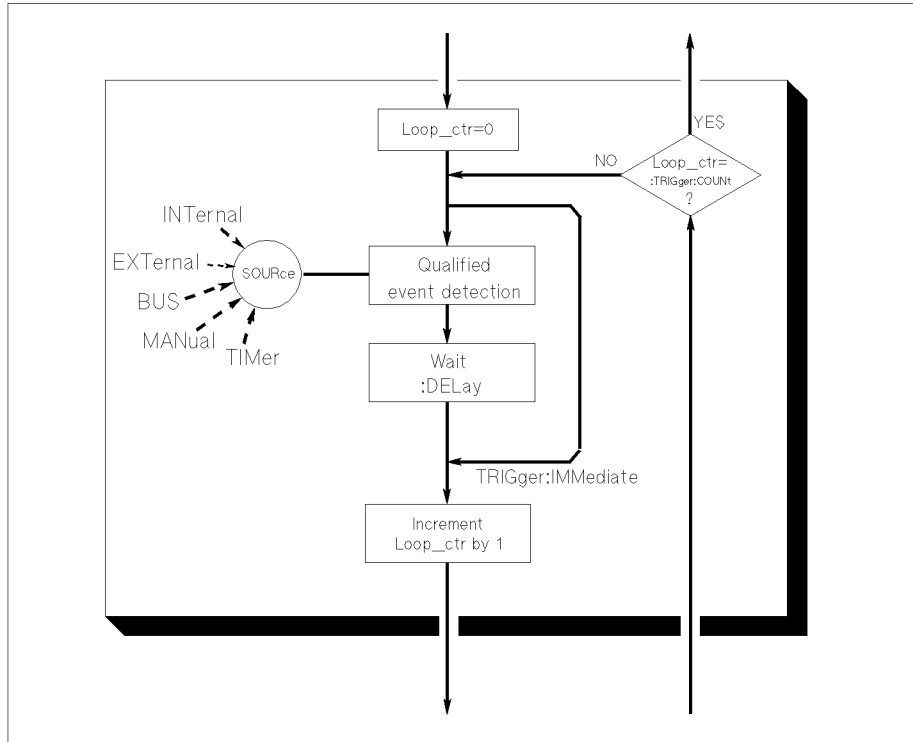 Loop_ctr=0
YES
NO
Loop_ctr=
:TRIGger:COUNt
?
INTernal
EXTernal
BUS
MANual
TIMer
SOURce
Qualified
event detection
Wait
:DELay
TRIGger:IMMediate
Increment
Loop_ctr by 1